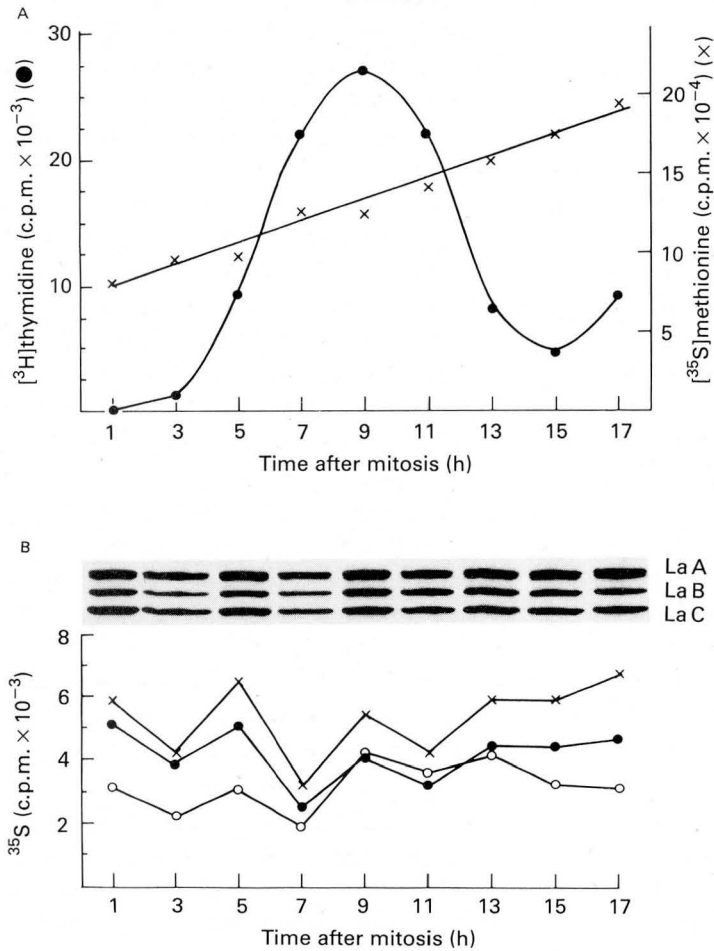 A
[³H]thymidine (c.p.m. × 10⁻³) (●)
30
20
10
[³⁵S]methionine (c.p.m. × 10⁻⁴) (×)
20
15
10
5
1 3 5 7 9 11 13 15 17
Time after mitosis (h)
B
La A
La B
La C
³⁵S (c.p.m. × 10⁻³)
8
6
4
2
1 3 5 7 9 11 13 15 17
Time after mitosis (h)